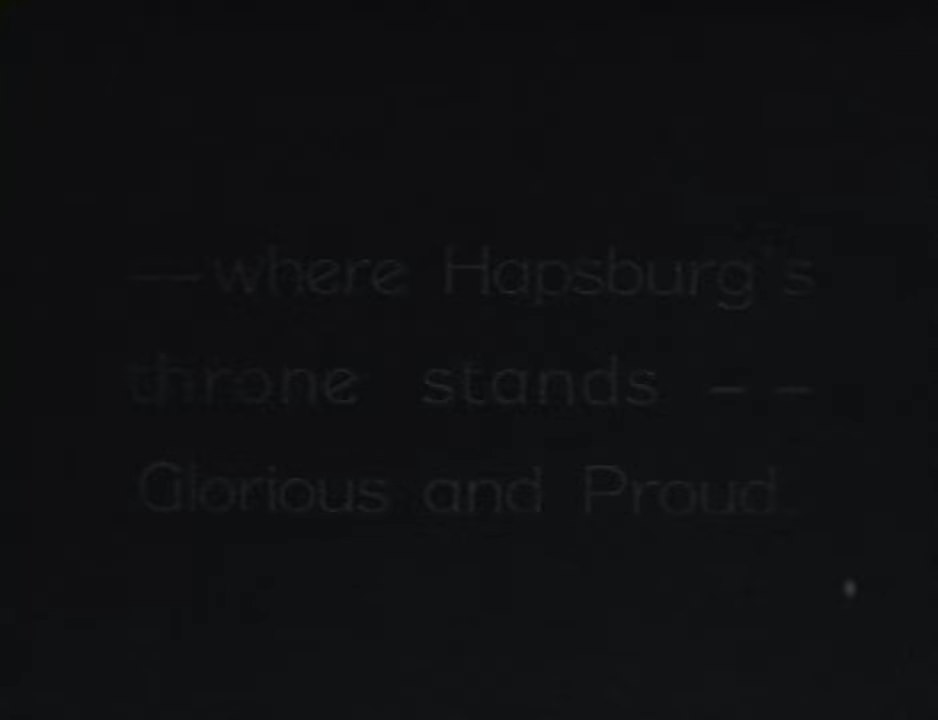 —where Hapsburg's
throne stands - -
Glorious and Proud.